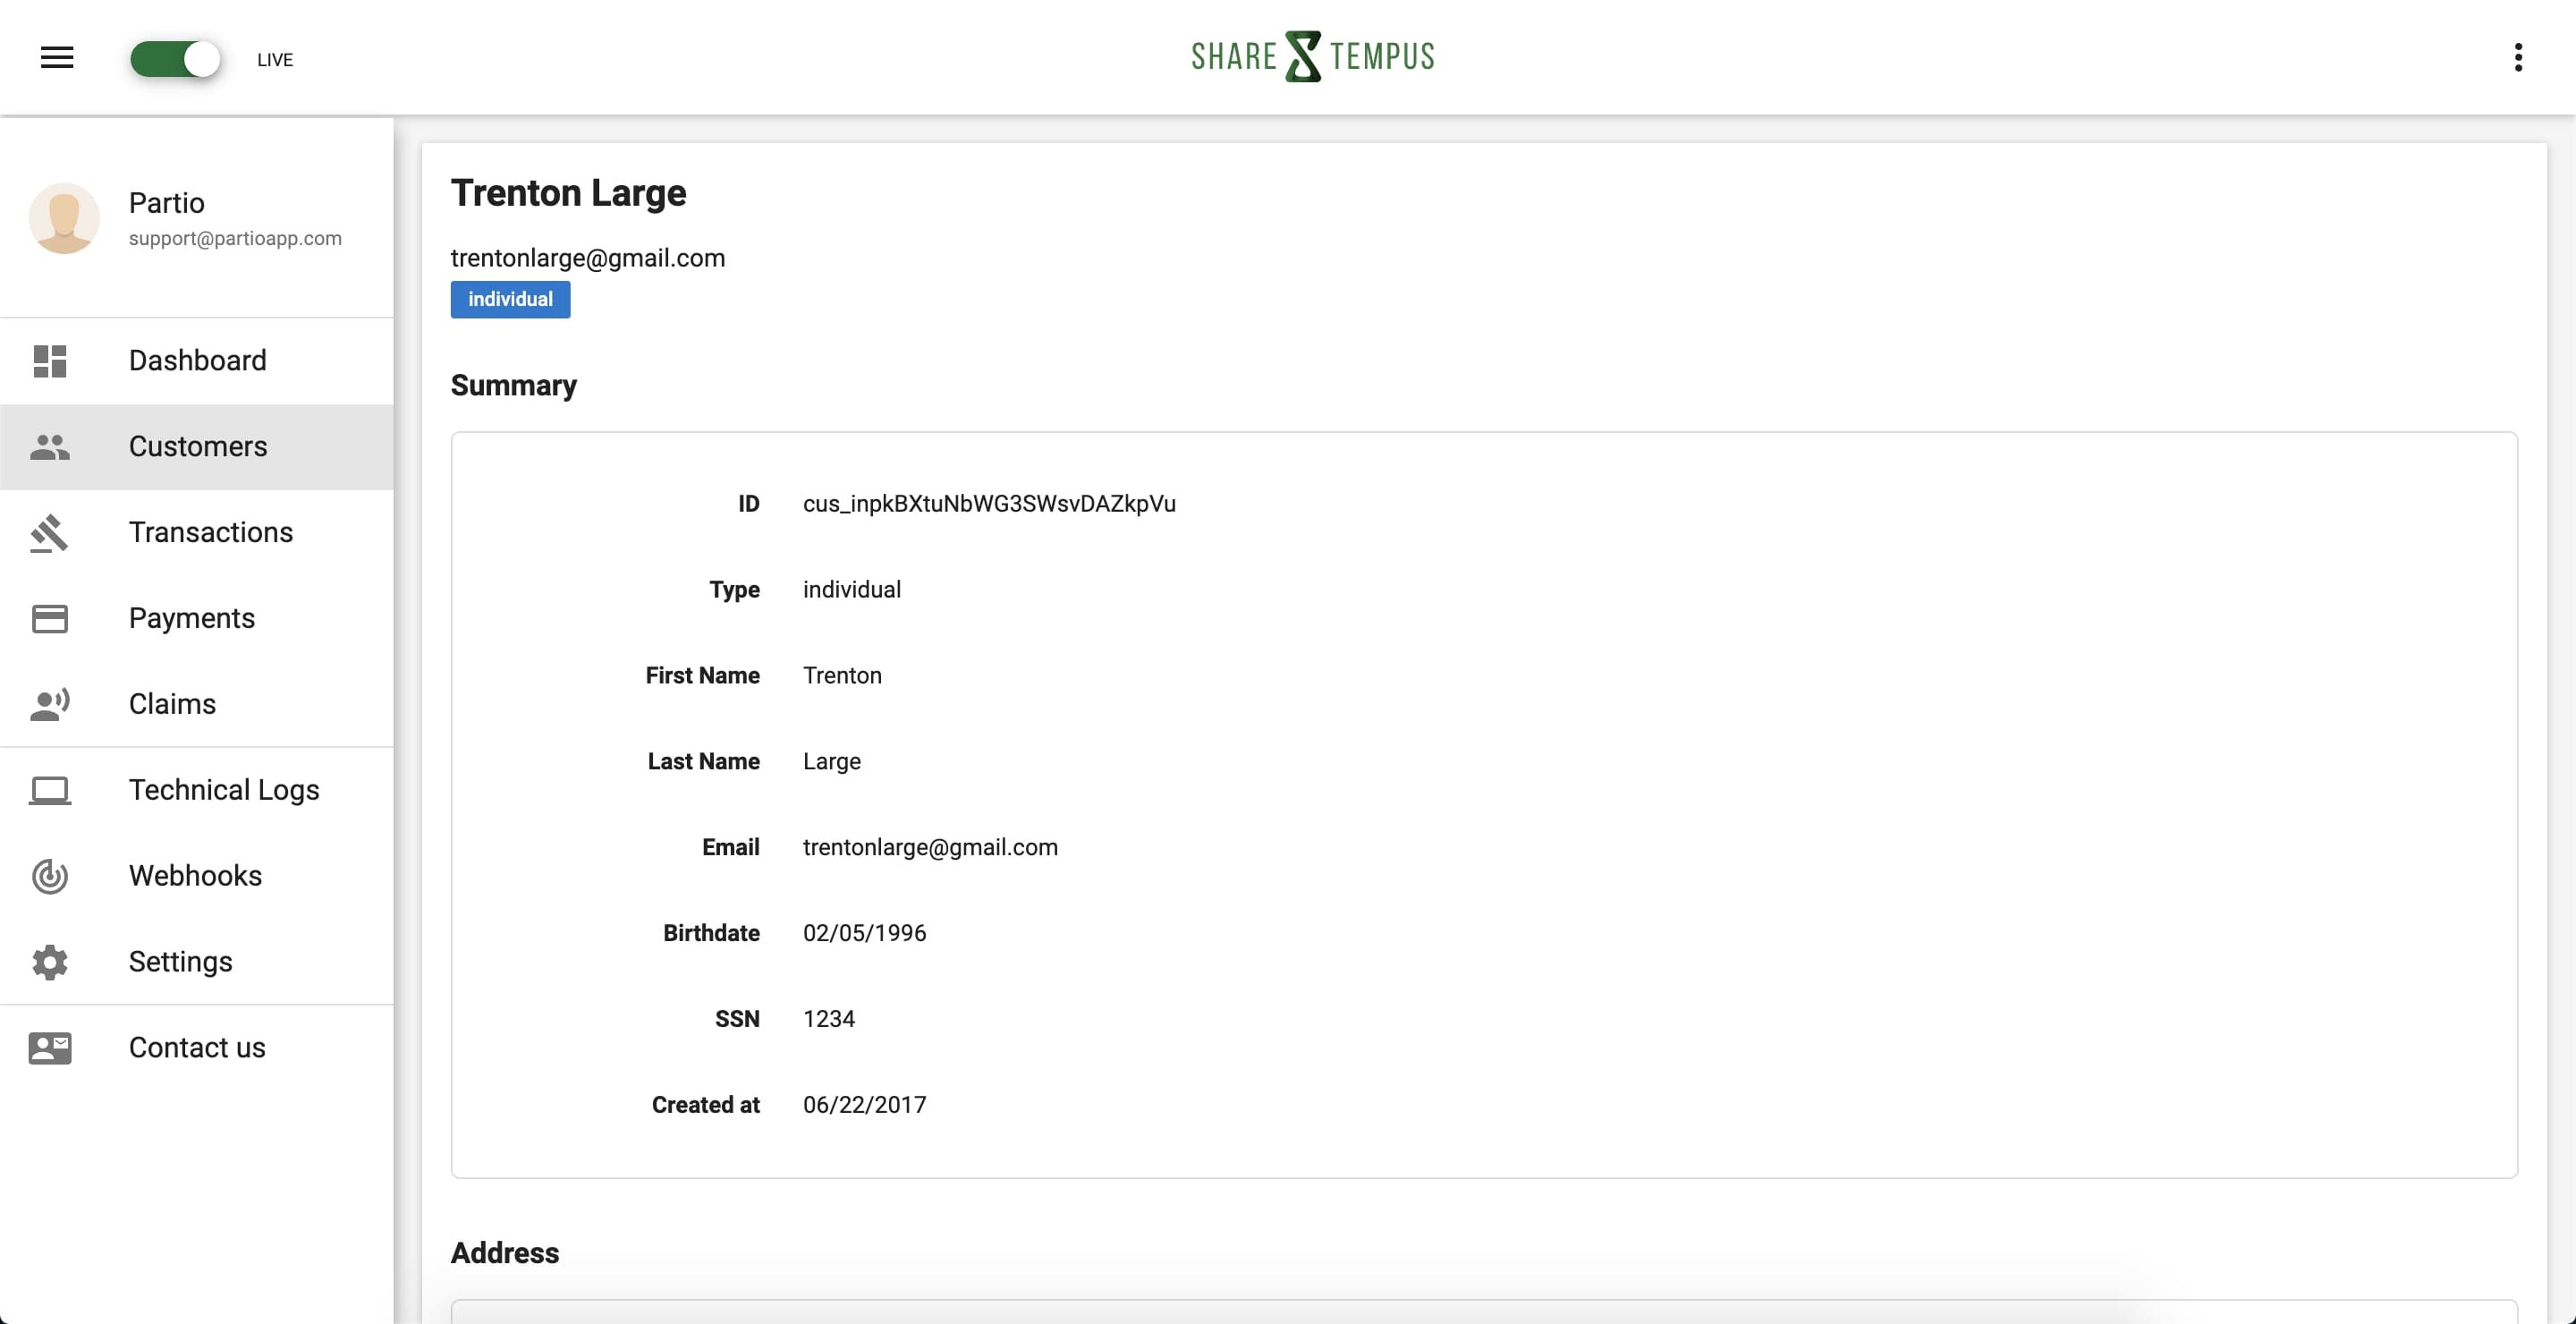 LIVE
SHARE TEMPUS
Partio
support@partioapp.com
Dashboard
Customers
Transactions
Payments
Claims
Technical Logs
Webhooks
Settings
Contact us
Trenton Large
trentonlarge@gmail.com
individual
Summary
ID cus_inpkBXtuNbWG3SWsvDAZkpVu
Type individual
First Name Trenton
Last Name Large
Email trentonlarge@gmail.com
Birthdate 02/05/1996
SSN 1234
Created at 06/22/2017
Address